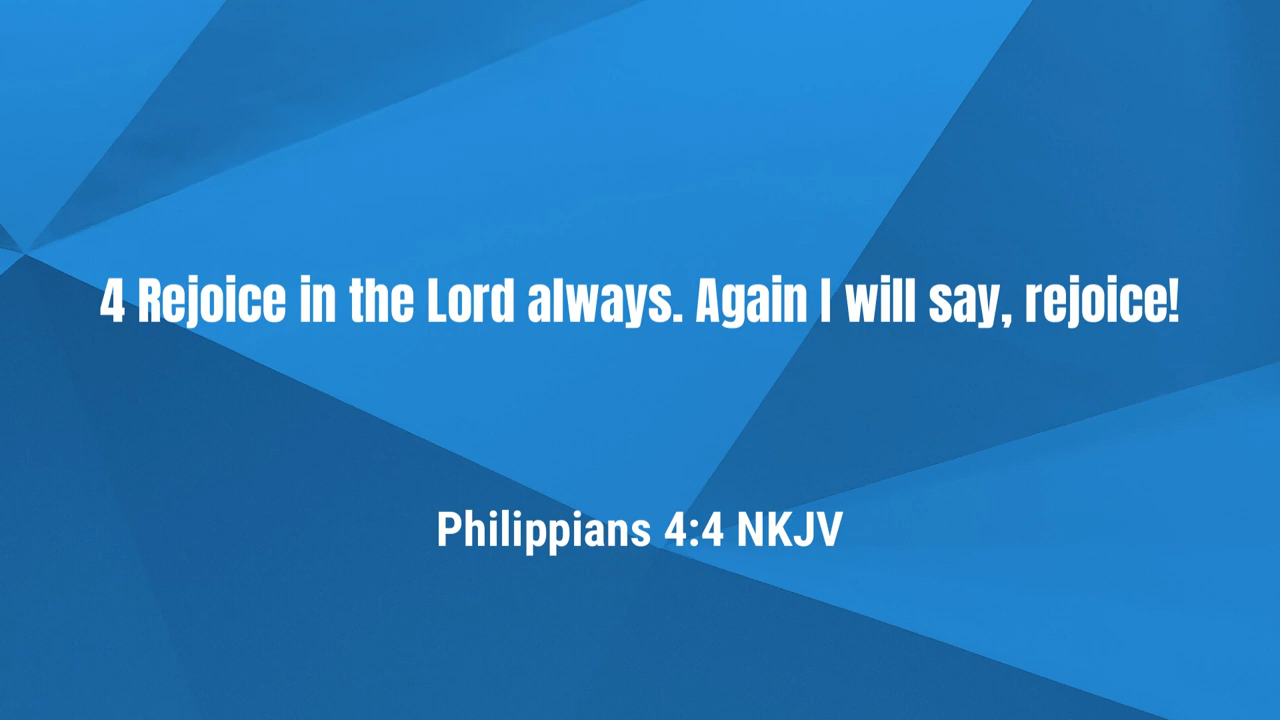 4 Rejoice in the Lord always. Again I will say, rejoice!
Philippians 4:4 NKJV